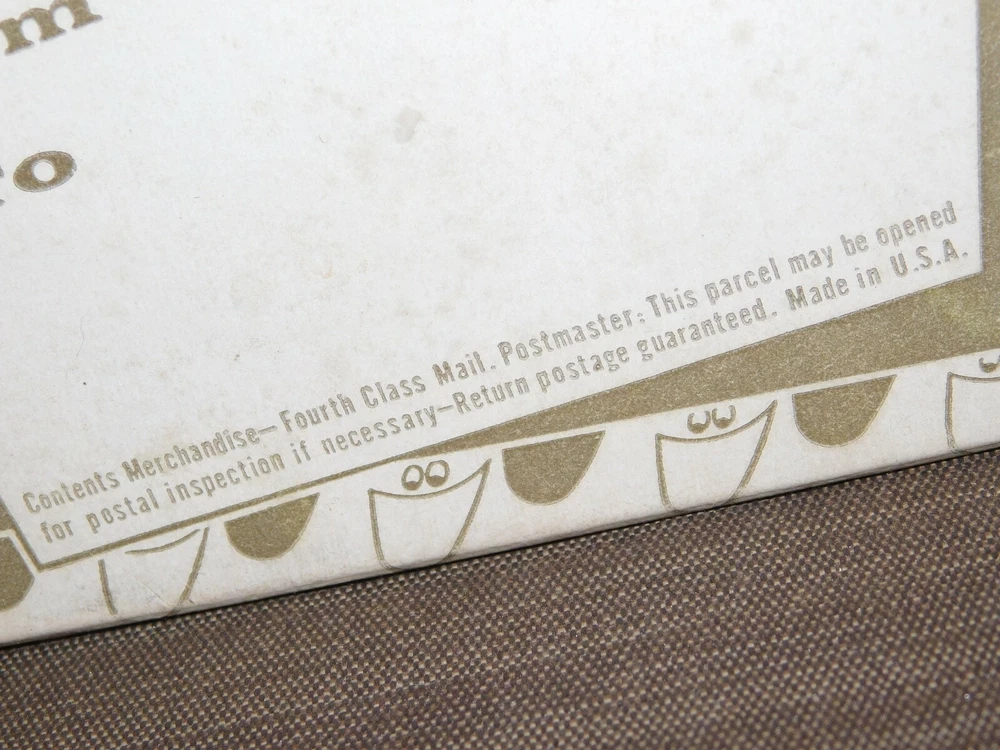 m
o
Contents Merchandise—Fourth Class Mail. Postmaster: This parcel may be opened
for postal inspection if necessary—Return postage guaranteed. Made in U.S.A.